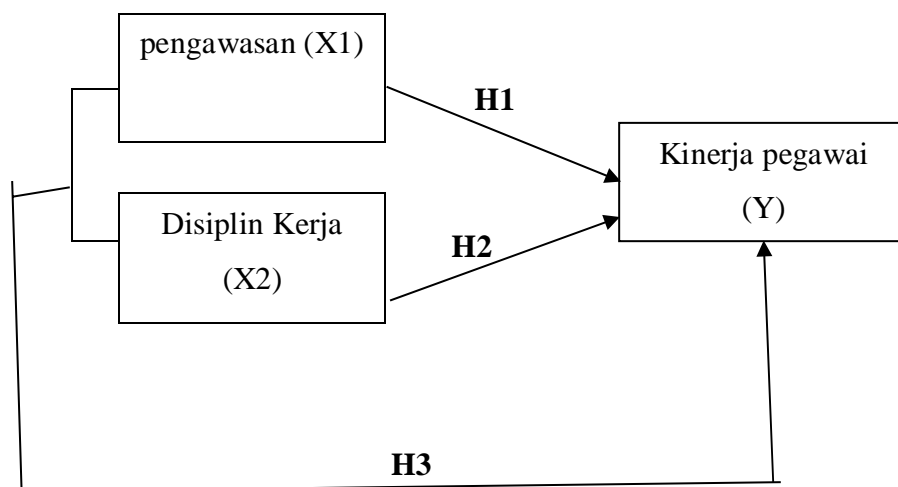 pengawasan (X1)
H1
Kinerja pegawai
(Y)
Disiplin Kerja
(X2)
H2
H3